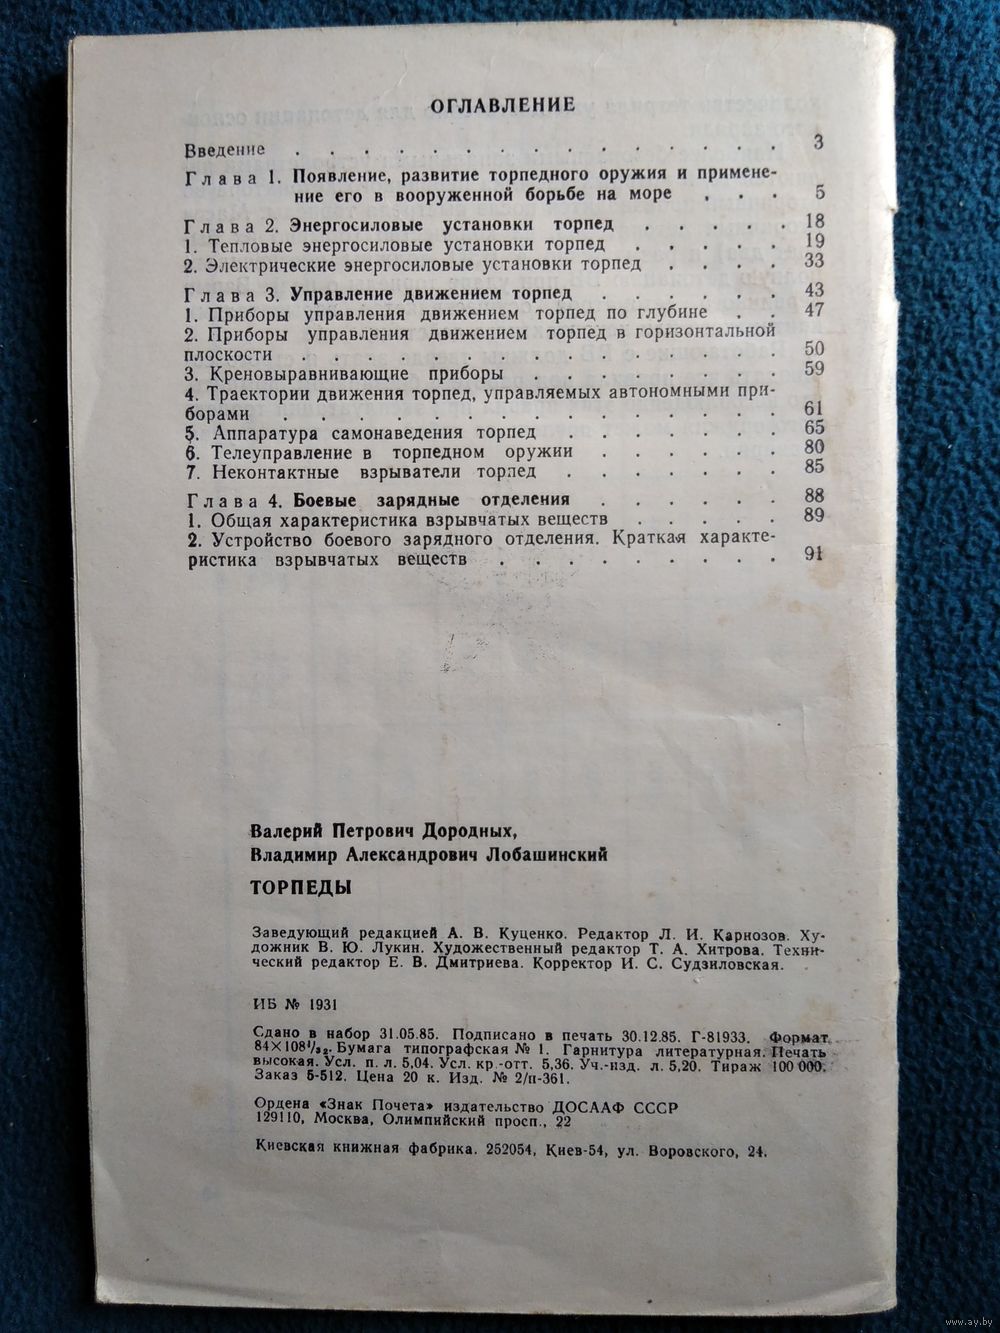 ОГЛАВЛЕНИЕ
Введение . . . . . . . . . . . . . . . . 3
Глава 1. Появление, развитие торпедного оружия и примене-
ние его в вооруженной борьбе на море . . . 5
Глава 2. Энергосиловые установки торпед . . . . . 18
1. Тепловые энергосиловые установки торпед . . . . . 19
2. Электрические энергосиловые установки торпед . . . . 33
Глава 3. Управление движением торпед . . . . . . 43
1. Приборы управления движением торпед по глубине . . 47
2. Приборы управления движением торпед в горизонтальной
плоскости . . . . . . . . . . . . . . . 50
3. Креновыравнивающие приборы . . . . . . . . 59
4. Траектории движения торпед, управляемых автономными при-
борами . . . . . . . . . . . . . . . . 61
5. Аппаратура самонаведения торпед . . . . . . . 65
6. Телеуправление в торпедном оружии . . . . . . 80
7. Неконтактные взрыватели торпед . . . . . . . 85
Глава 4. Боевые зарядные отделения . . . . . . 88
1. Общая характеристика взрывчатых веществ . . . . . 89
2. Устройство боевого зарядного отделения. Краткая характе-
ристика взрывчатых веществ . . . . . . . . . 91
Валерий Петрович Дородных,
Владимир Александрович Лобашинский
ТОРПЕДЫ
Заведующий редакцией А. В. Куценко. Редактор Л. И. Карнозов. Ху-
дожник В. Ю. Лукин. Художественный редактор Т. А. Хитрова. Техни-
ческий редактор Е. В. Дмитриева. Корректор И. С. Судзиловская.
ИБ № 1931
Сдано в набор 31.05.85. Подписано в печать 30.12.85. Г-81933. Формат
84×108¹/₃₂. Бумага типографская № 1. Гарнитура литературная. Печать
высокая. Усл. п. л. 5,04. Усл. кр.-отт. 5,36. Уч.-изд. л. 5,20. Тираж 100 000.
Заказ 5-512. Цена 20 к. Изд. № 2/п-361.
Ордена «Знак Почета» издательство ДОСААФ СССР
129110, Москва, Олимпийский просп., 22
Киевская книжная фабрика. 252054, Киев-54, ул. Воровского, 24.
www.ay.by